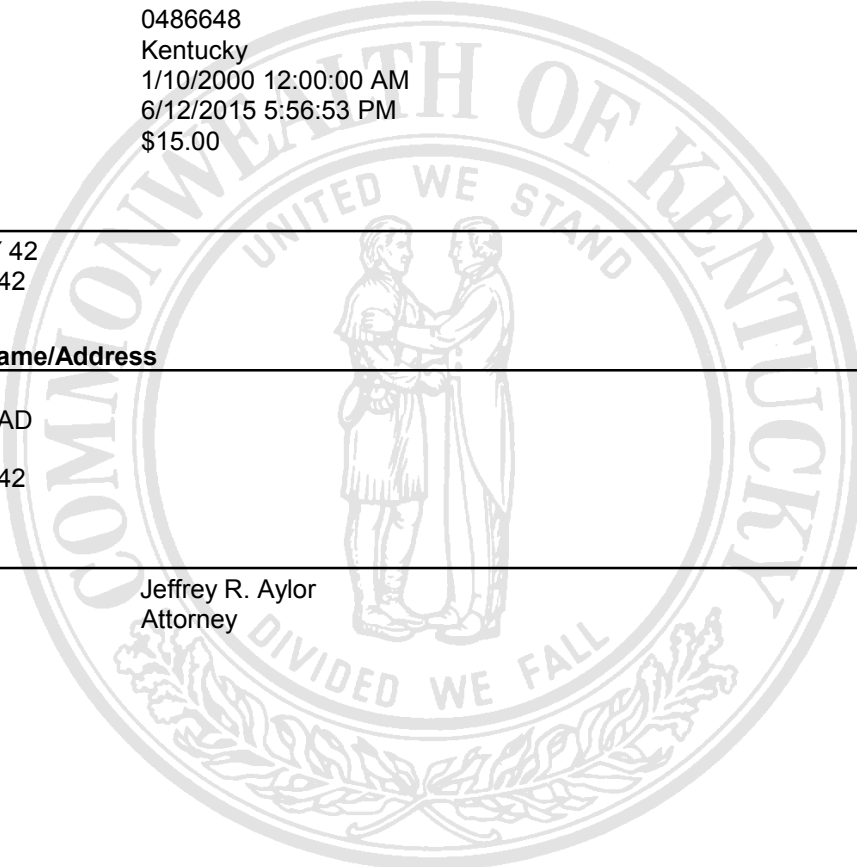 0486648
Kentucky
1/10/2000 12:00:00 AM
6/12/2015 5:56:53 PM
$15.00
COMMONWEALTH OF KENTUCKY
UNITED WE STAND
42
42
ame/Address
AD
42
Jeffrey R. Aylor
Attorney
DIVIDED WE FALL